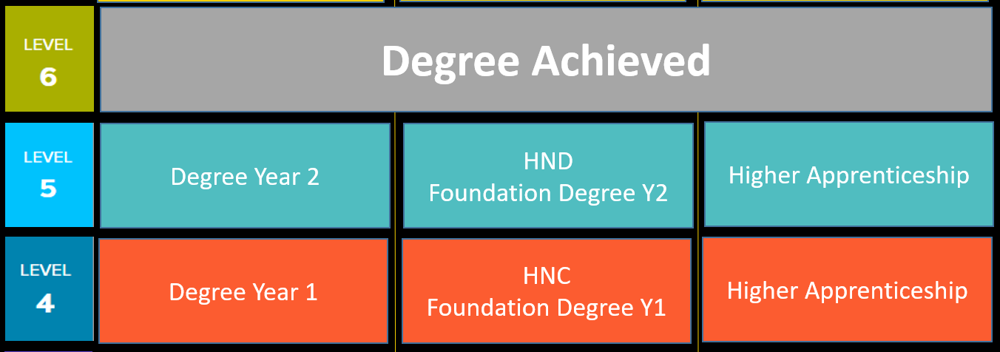 LEVEL
6
Degree Achieved
LEVEL
5
Degree Year 2
HND
Foundation Degree Y2
Higher Apprenticeship
LEVEL
4
Degree Year 1
HNC
Foundation Degree Y1
Higher Apprenticeship